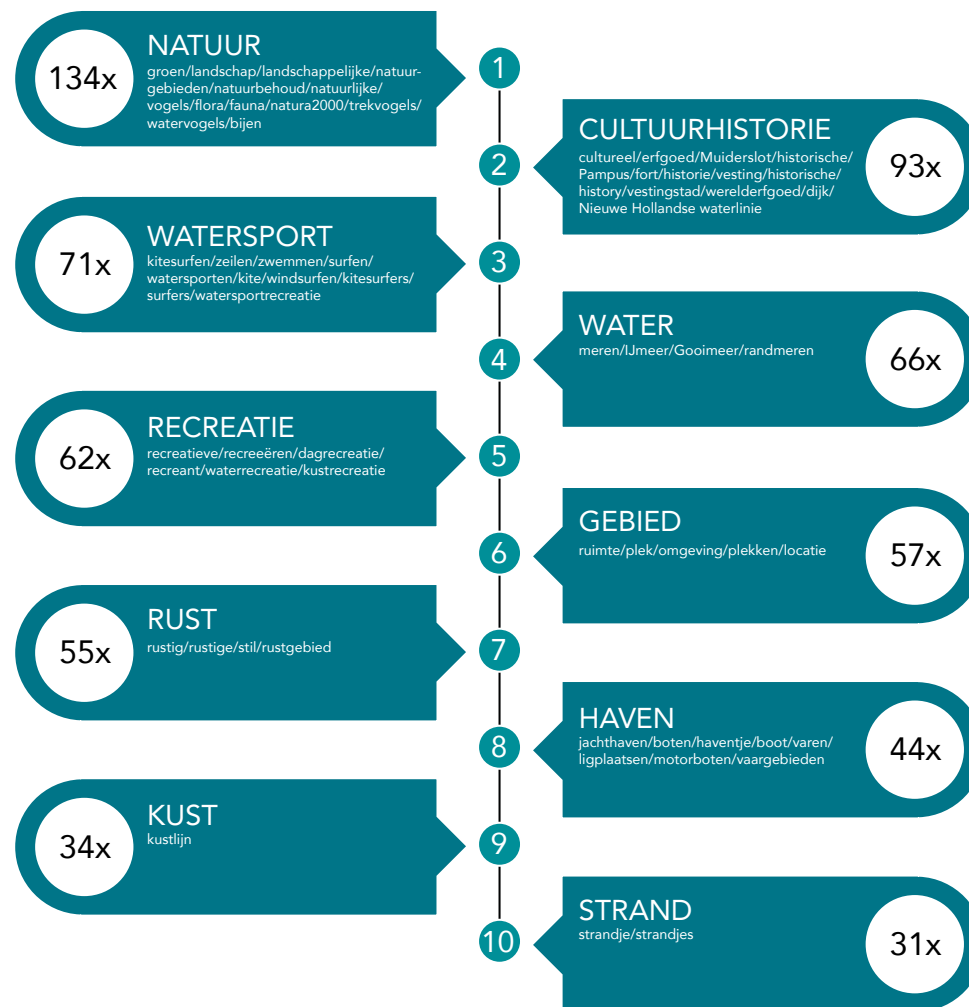 134x
NATUUR
groen/landschap/landschappelijke/natuur-
gebieden/natuurbehoud/natuurlijke/
vogels/flora/fauna/natura2000/trekvogels/
watervogels/bijen
1
2
CULTUURHISTORIE
cultureel/erfgoed/Muiderslot/historische/
Pampus/fort/historie/vesting/historische/
history/vestingstad/werelderfgoed/dijk/
Nieuwe Hollandse waterlinie
93x
71x
WATERSPORT
kitesurfen/zeilen/zwemmen/surfen/
watersporten/kite/windsurfen/kitesurfers/
surfers/watersportrecreatie
3
4
WATER
meren/IJmeer/Gooimeer/randmeren
66x
62x
RECREATIE
recreatieve/recreeëren/dagrecreatie/
recreant/waterrecreatie/kustrecreatie
5
6
GEBIED
ruimte/plek/omgeving/plekken/locatie
57x
55x
RUST
rustig/rustige/stil/rustgebied
7
8
HAVEN
jachthaven/boten/haventje/boot/varen/
ligplaatsen/motorboten/vaargebieden
44x
34x
KUST
kustlijn
9
10
STRAND
strandje/strandjes
31x